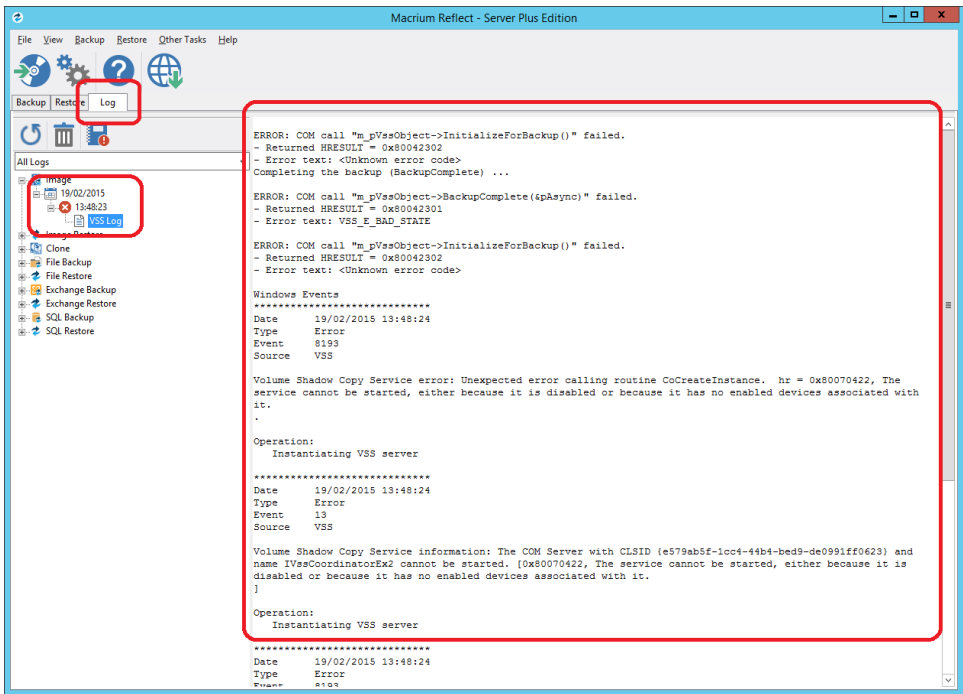 Macrium Reflect - Server Plus Edition
File View Backup Restore Other Tasks Help
Backup Restore Log
All Logs
Image
19/02/2015
13:48:23
VSS Log
Image Restore
Clone
File Backup
File Restore
Exchange Backup
Exchange Restore
SQL Backup
SQL Restore
ERROR: COM call "m_pVssObject->InitializeForBackup()" failed.
- Returned HRESULT = 0x80042302
- Error text: <Unknown error code>
Completing the backup (BackupComplete) ...
ERROR: COM call "m_pVssObject->BackupComplete(&pAsync)" failed.
- Returned HRESULT = 0x80042301
- Error text: VSS_E_BAD_STATE
ERROR: COM call "m_pVssObject->InitializeForBackup()" failed.
- Returned HRESULT = 0x80042302
- Error text: <Unknown error code>
Windows Events
*****************************
Date 19/02/2015 13:48:24
Type Error
Event 8193
Source VSS
Volume Shadow Copy Service error: Unexpected error calling routine CoCreateInstance. hr = 0x80070422, The
service cannot be started, either because it is disabled or because it has no enabled devices associated with
it.
.
Operation:
Instantiating VSS server
*****************************
Date 19/02/2015 13:48:24
Type Error
Event 13
Source VSS
Volume Shadow Copy Service information: The COM Server with CLSID {e579ab5f-1cc4-44b4-bed9-de0991ff0623} and
name IVssCoordinatorEx2 cannot be started. [0x80070422, The service cannot be started, either because it is
disabled or because it has no enabled devices associated with it.
]
Operation:
Instantiating VSS server
*****************************
Date 19/02/2015 13:48:24
Type Error
Event 8193